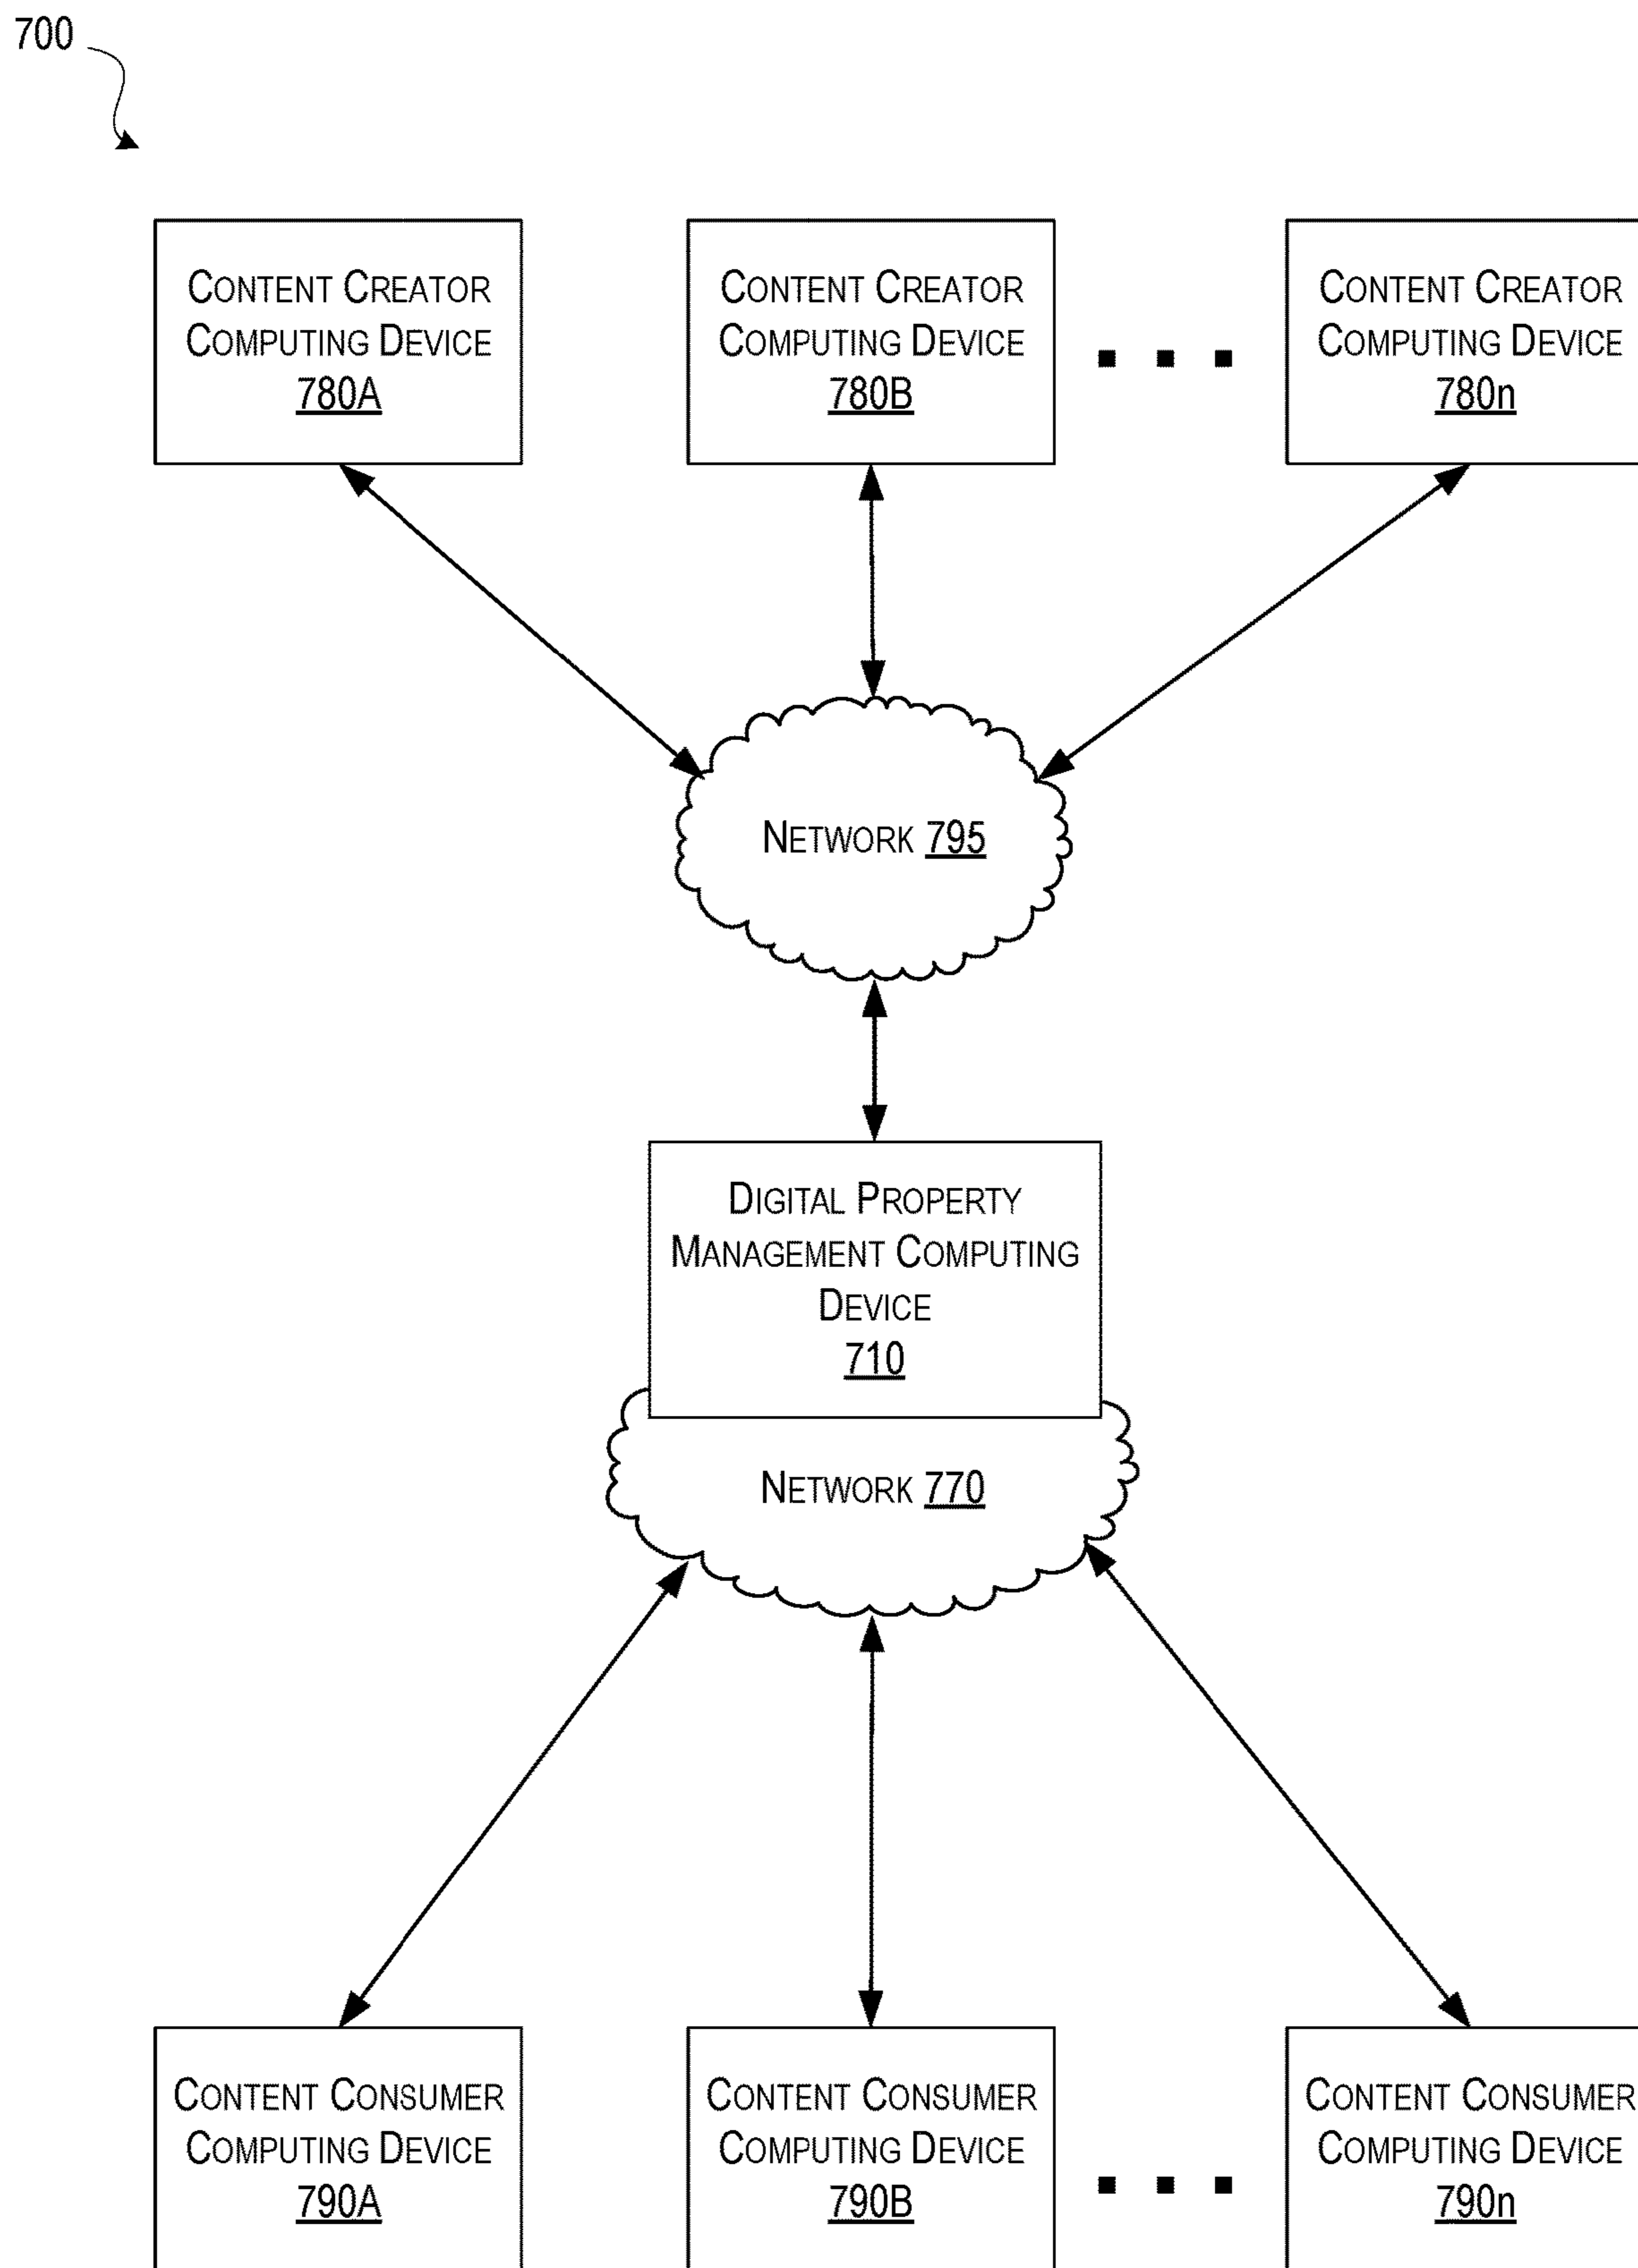 700
CONTENT CREATOR
COMPUTING DEVICE
780A
CONTENT CREATOR
COMPUTING DEVICE
780B
CONTENT CREATOR
COMPUTING DEVICE
780n
NETWORK 795
DIGITAL PROPERTY
MANAGEMENT COMPUTING
DEVICE
710
NETWORK 770
CONTENT CONSUMER
COMPUTING DEVICE
790A
CONTENT CONSUMER
COMPUTING DEVICE
790B
CONTENT CONSUMER
COMPUTING DEVICE
790n